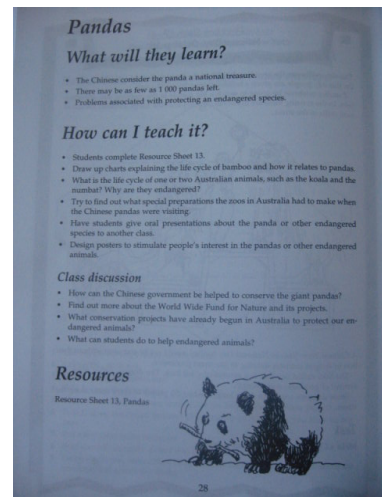 Pandas
What will they learn?
• The Chinese consider the panda a national treasure.
• There may be as few as 1 000 pandas left.
• Problems associated with protecting an endangered species.
How can I teach it?
• Students complete Resource Sheet 13.
• Draw up charts explaining the life cycle of bamboo and how it relates to pandas.
• What is the life cycle of one or two Australian animals, such as the koala and the
numbat? Why are they endangered?
• Try to find out what special preparations the zoos in Australia had to make when
the Chinese pandas were visiting.
• Have students give oral presentations about the panda or other endangered
species to another class.
• Design posters to stimulate people's interest in the pandas or other endangered
animals.
Class discussion
• How can the Chinese government be helped to conserve the giant pandas?
• Find out more about the World Wide Fund for Nature and its projects.
• What conservation projects have already begun in Australia to protect our en-
dangered animals?
• What can students do to help endangered animals?
Resources
Resource Sheet 13, Pandas
28